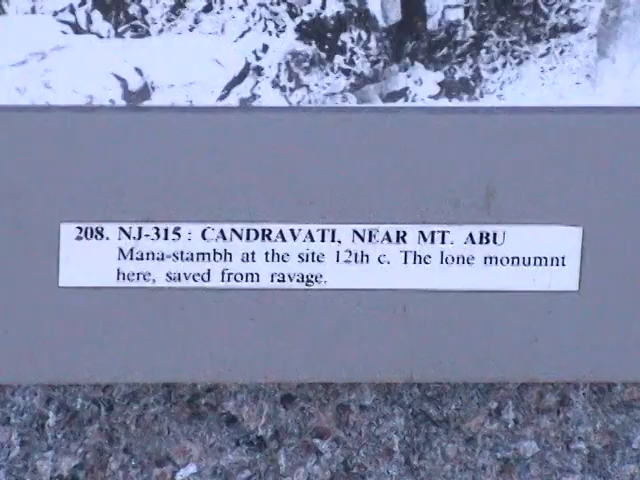 208. NJ-315 : CANDRAVATI, NEAR MT. ABU
Mana-stambh at the site 12th c. The lone monumnt
here, saved from ravage.